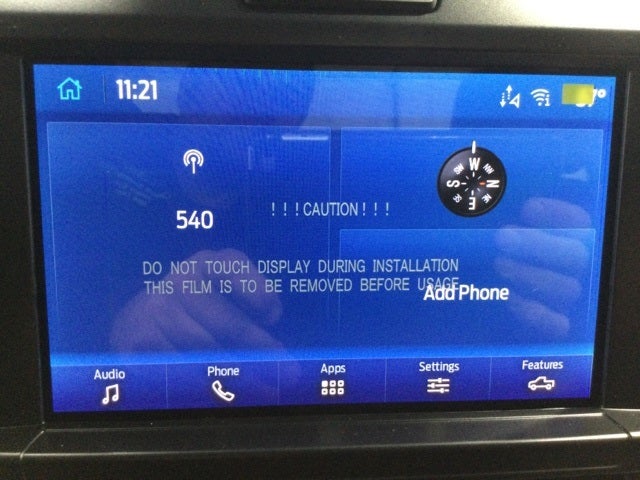 11:21
540
W
S
N
E
! ! ! CAUTION ! ! !
DO NOT TOUCH DISPLAY DURING INSTALLATION
THIS FILM IS TO BE REMOVED BEFORE USAGE
Add Phone
Audio
Phone
Apps
Settings
Features